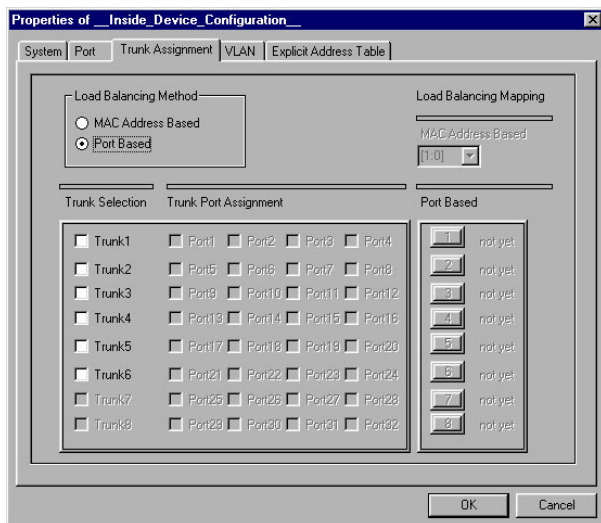 Properties of __Inside_Device_Configuration__
System Port Trunk Assignment VLAN Explicit Address Table
Load Balancing Method
MAC Address Based
Port Based
Load Balancing Mapping
MAC Address Based
[1:0]
Trunk Selection Trunk Port Assignment Port Based
Trunk1 Port1 Port2 Port3 Port4 1 not yet
Trunk2 Port5 Port6 Port7 Port8 2 not yet
Trunk3 Port9 Port10 Port11 Port12 3 not yet
Trunk4 Port13 Port14 Port15 Port16 4 not yet
Trunk5 Port17 Port18 Port19 Port20 5 not yet
Trunk6 Port21 Port22 Port23 Port24 6 not yet
Trunk7 Port25 Port26 Port27 Port28 7 not yet
Trunk8 Port29 Port30 Port31 Port32 8 not yet
OK Cancel